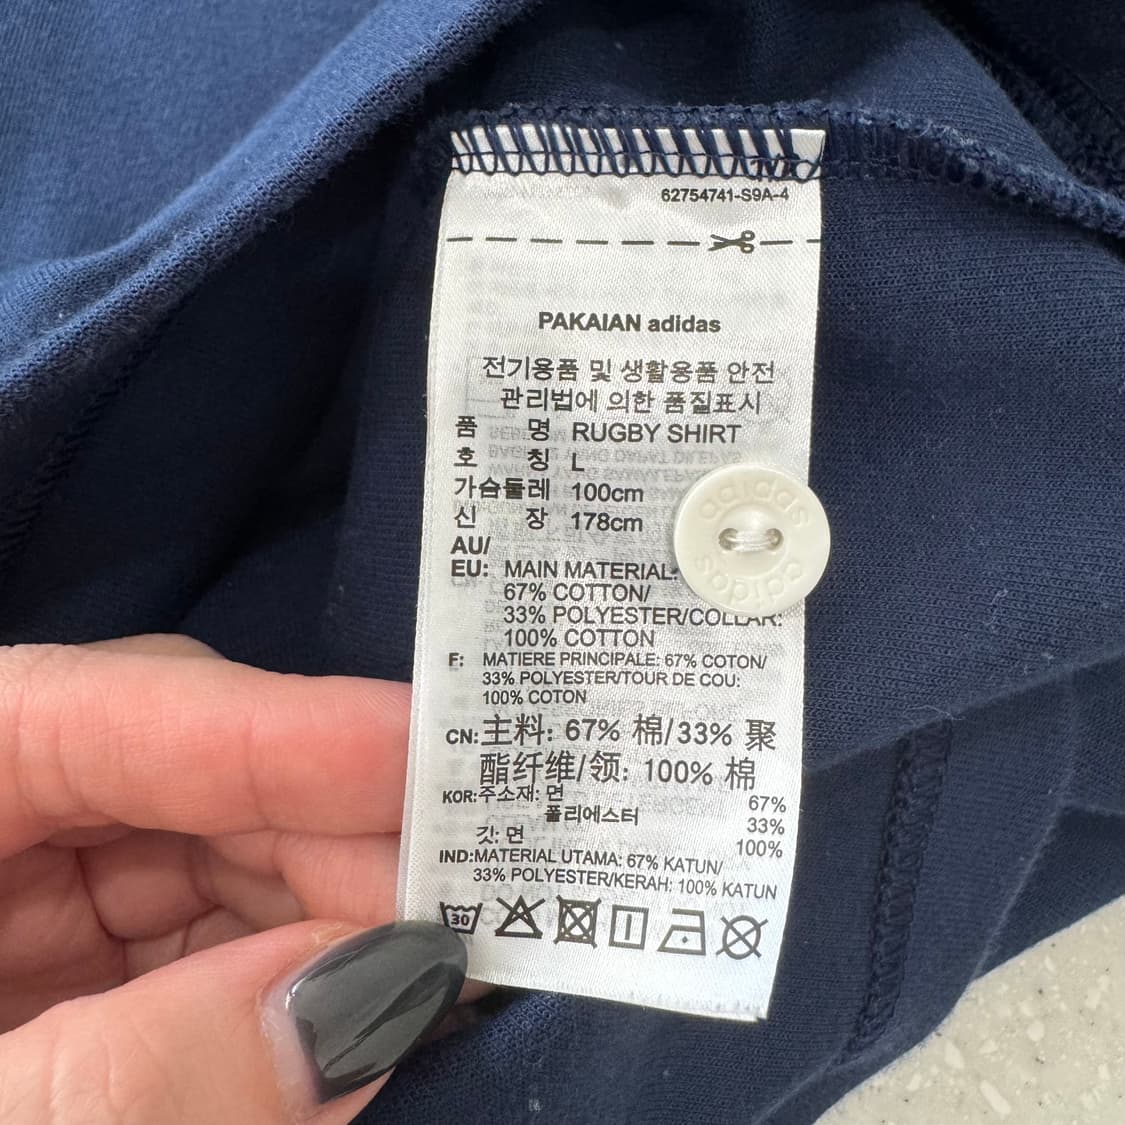 62754741-S9A-4
PAKAIAN adidas
전기용품 및 생활용품 안전
관리법에 의한 품질표시
품 명 RUGBY SHIRT
호 칭 L
가슴둘레 100cm
신 장 178cm
AU/
EU: MAIN MATERIAL:
67% COTTON/
33% POLYESTER/COLLAR:
100% COTTON
F: MATIERE PRINCIPALE: 67% COTON/
33% POLYESTER/TOUR DE COU:
100% COTON
CN:主料: 67% 棉/33% 聚
酯纤维/领: 100% 棉
KOR:주소재: 면 67%
폴리에스터 33%
깃: 면 100%
IND:MATERIAL UTAMA: 67% KATUN/
33% POLYESTER/KERAH: 100% KATUN
30
adidas
adidas